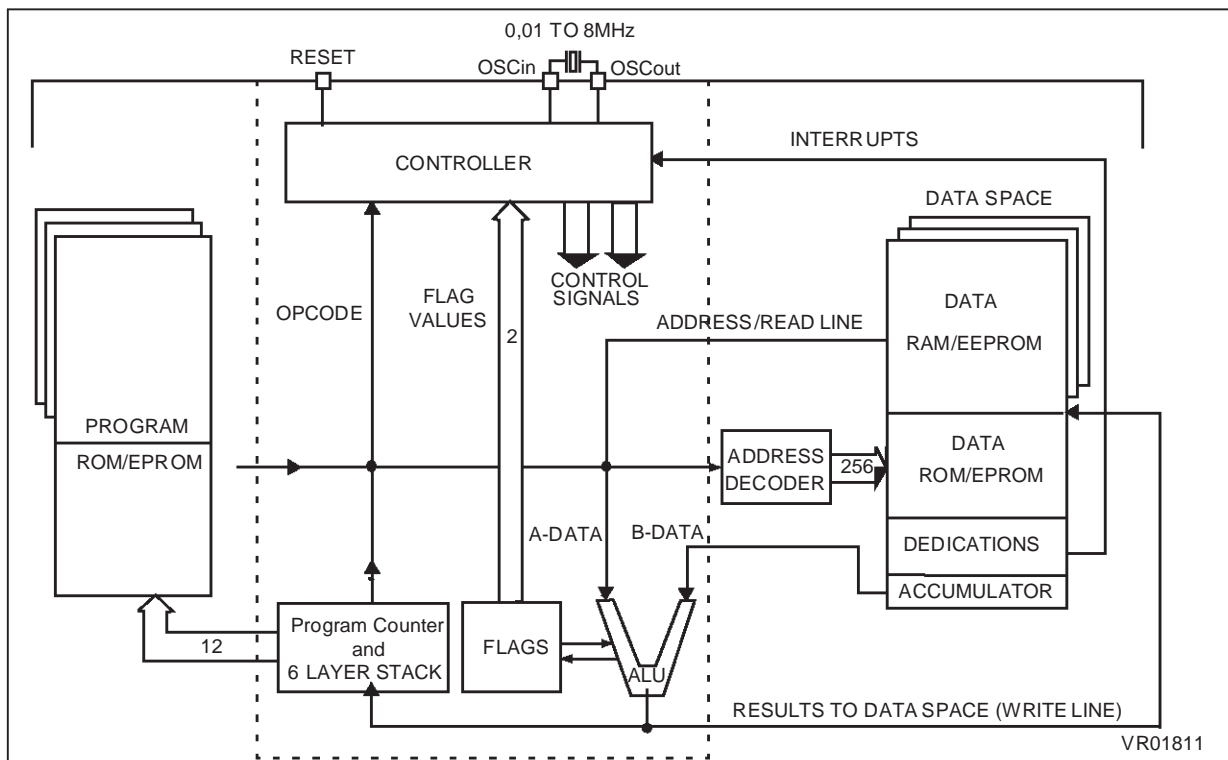 0,01 TO 8MHz
RESET
OSCin
OSCout
INTERRUPTS
CONTROLLER
DATA SPACE
OPCODE
FLAG
VALUES
2
CONTROL
SIGNALS
ADDRESS/READ LINE
DATA
RAM/EEPROM
PROGRAM
ROM/EPROM
ADDRESS
DECODER
256
DATA
ROM/EPROM
A-DATA
B-DATA
DEDICATIONS
ACCUMULATOR
12
Program Counter
and
6 LAYER STACK
FLAGS
ALU
RESULTS TO DATA SPACE (WRITE LINE)
VR01811